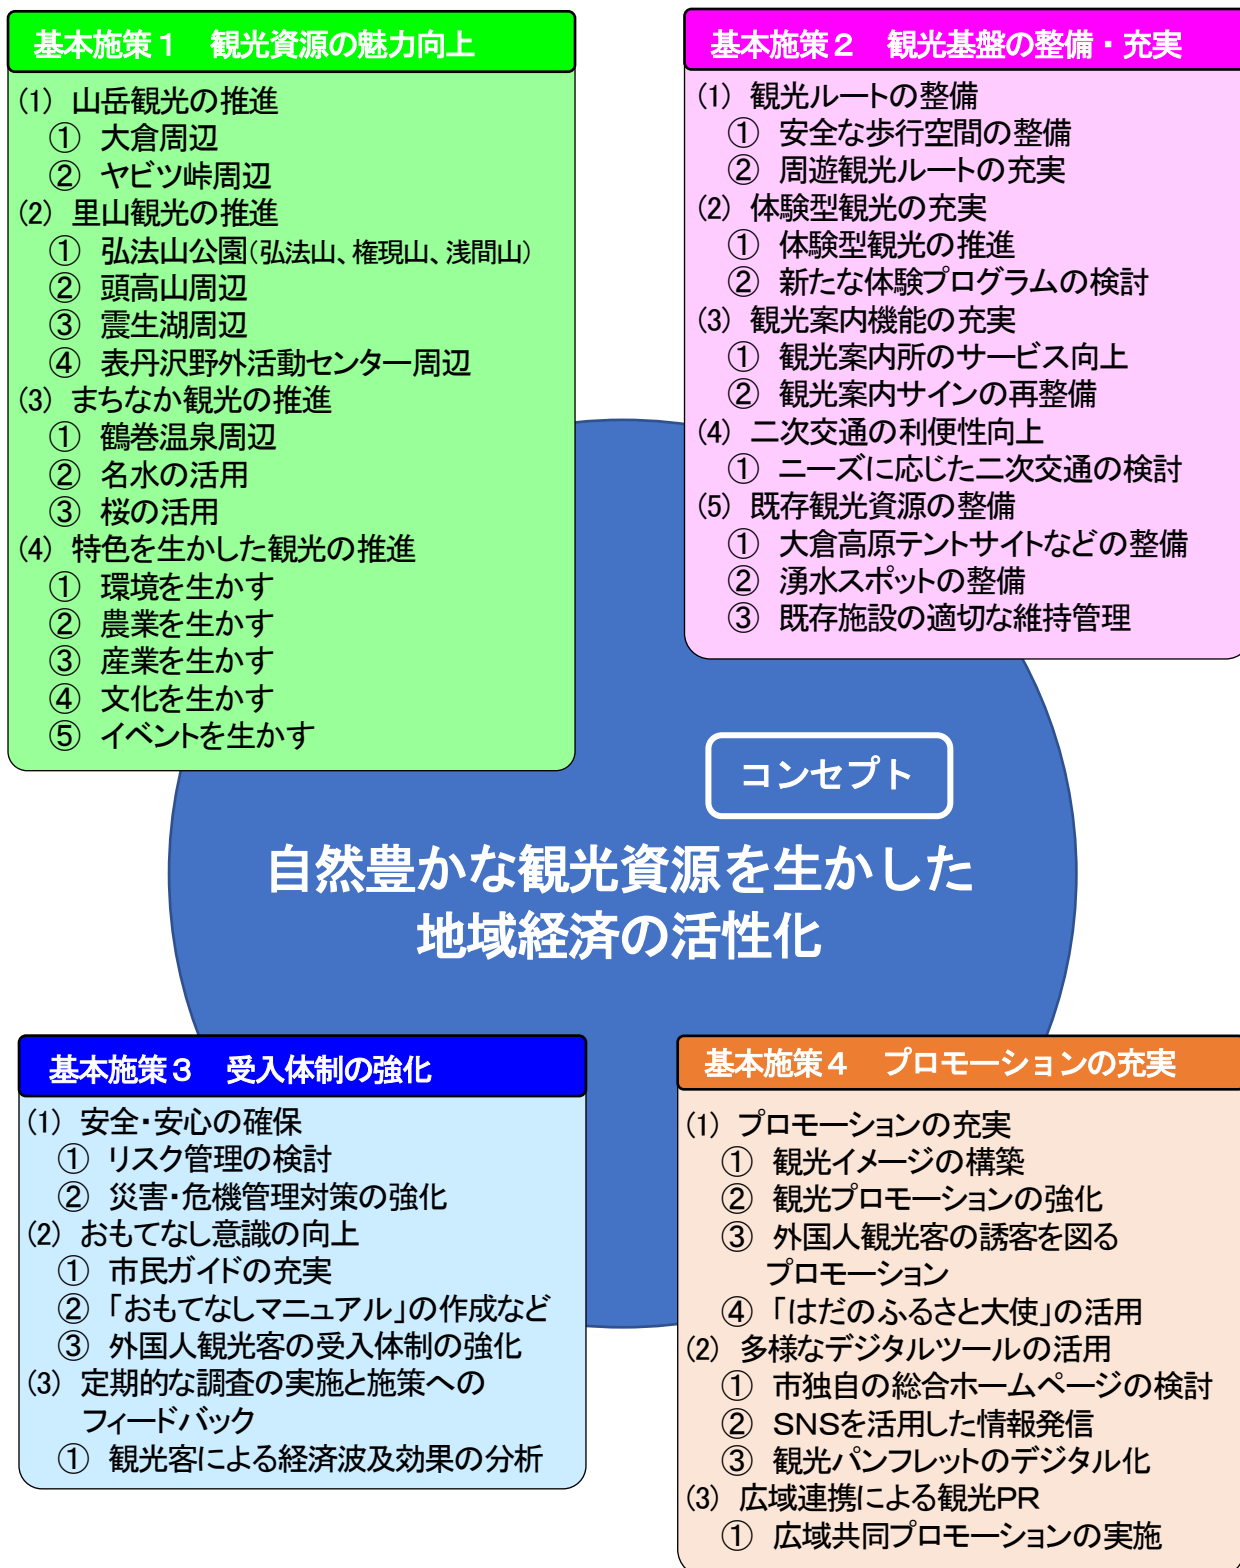 基本施策１　観光資源の魅力向上
(1) 山岳観光の推進
① 大倉周辺
② ヤビツ峠周辺
(2) 里山観光の推進
① 弘法山公園(弘法山、権現山、浅間山)
② 頭高山周辺
③ 震生湖周辺
④ 表丹沢野外活動センター周辺
(3) まちなか観光の推進
① 鶴巻温泉周辺
② 名水の活用
③ 桜の活用
(4) 特色を生かした観光の推進
① 環境を生かす
② 農業を生かす
③ 産業を生かす
④ 文化を生かす
⑤ イベントを生かす
基本施策２　観光基盤の整備・充実
(1) 観光ルートの整備
① 安全な歩行空間の整備
② 周遊観光ルートの充実
(2) 体験型観光の充実
① 体験型観光の推進
② 新たな体験プログラムの検討
(3) 観光案内機能の充実
① 観光案内所のサービス向上
② 観光案内サインの再整備
(4) 二次交通の利便性向上
① ニーズに応じた二次交通の検討
(5) 既存観光資源の整備
① 大倉高原テントサイトなどの整備
② 湧水スポットの整備
③ 既存施設の適切な維持管理
コンセプト
自然豊かな観光資源を生かした
地域経済の活性化
基本施策３　受入体制の強化
(1) 安全・安心の確保
① リスク管理の検討
② 災害・危機管理対策の強化
(2) おもてなし意識の向上
① 市民ガイドの充実
② 「おもてなしマニュアル」の作成など
③ 外国人観光客の受入体制の強化
(3) 定期的な調査の実施と施策への
フィードバック
① 観光客による経済波及効果の分析
基本施策４　プロモーションの充実
(1) プロモーションの充実
① 観光イメージの構築
② 観光プロモーションの強化
③ 外国人観光客の誘客を図る
プロモーション
④ 「はだのふるさと大使」の活用
(2) 多様なデジタルツールの活用
① 市独自の総合ホームページの検討
② SNSを活用した情報発信
③ 観光パンフレットのデジタル化
(3) 広域連携による観光PR
① 広域共同プロモーションの実施